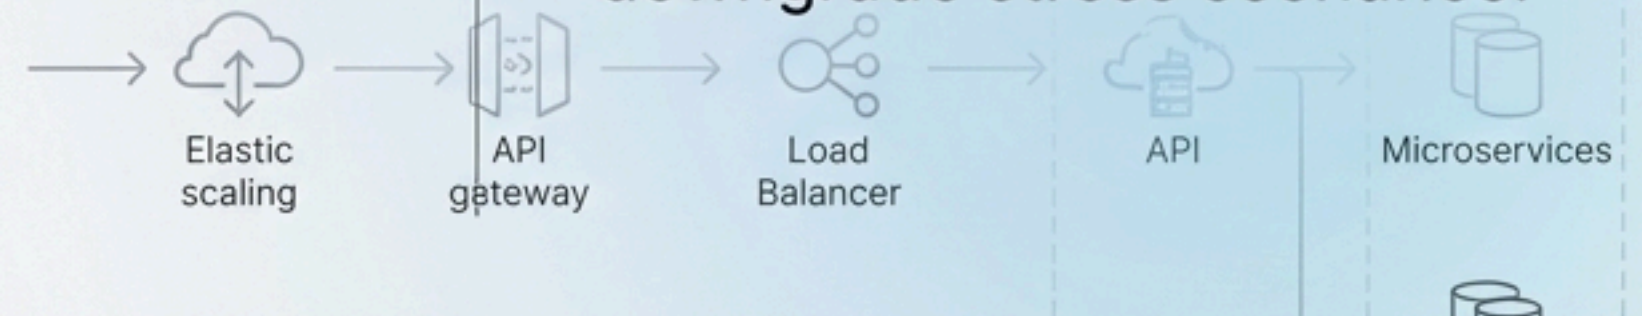 Elastic
scaling
API
gateway
Load
Balancer
API
Microservices